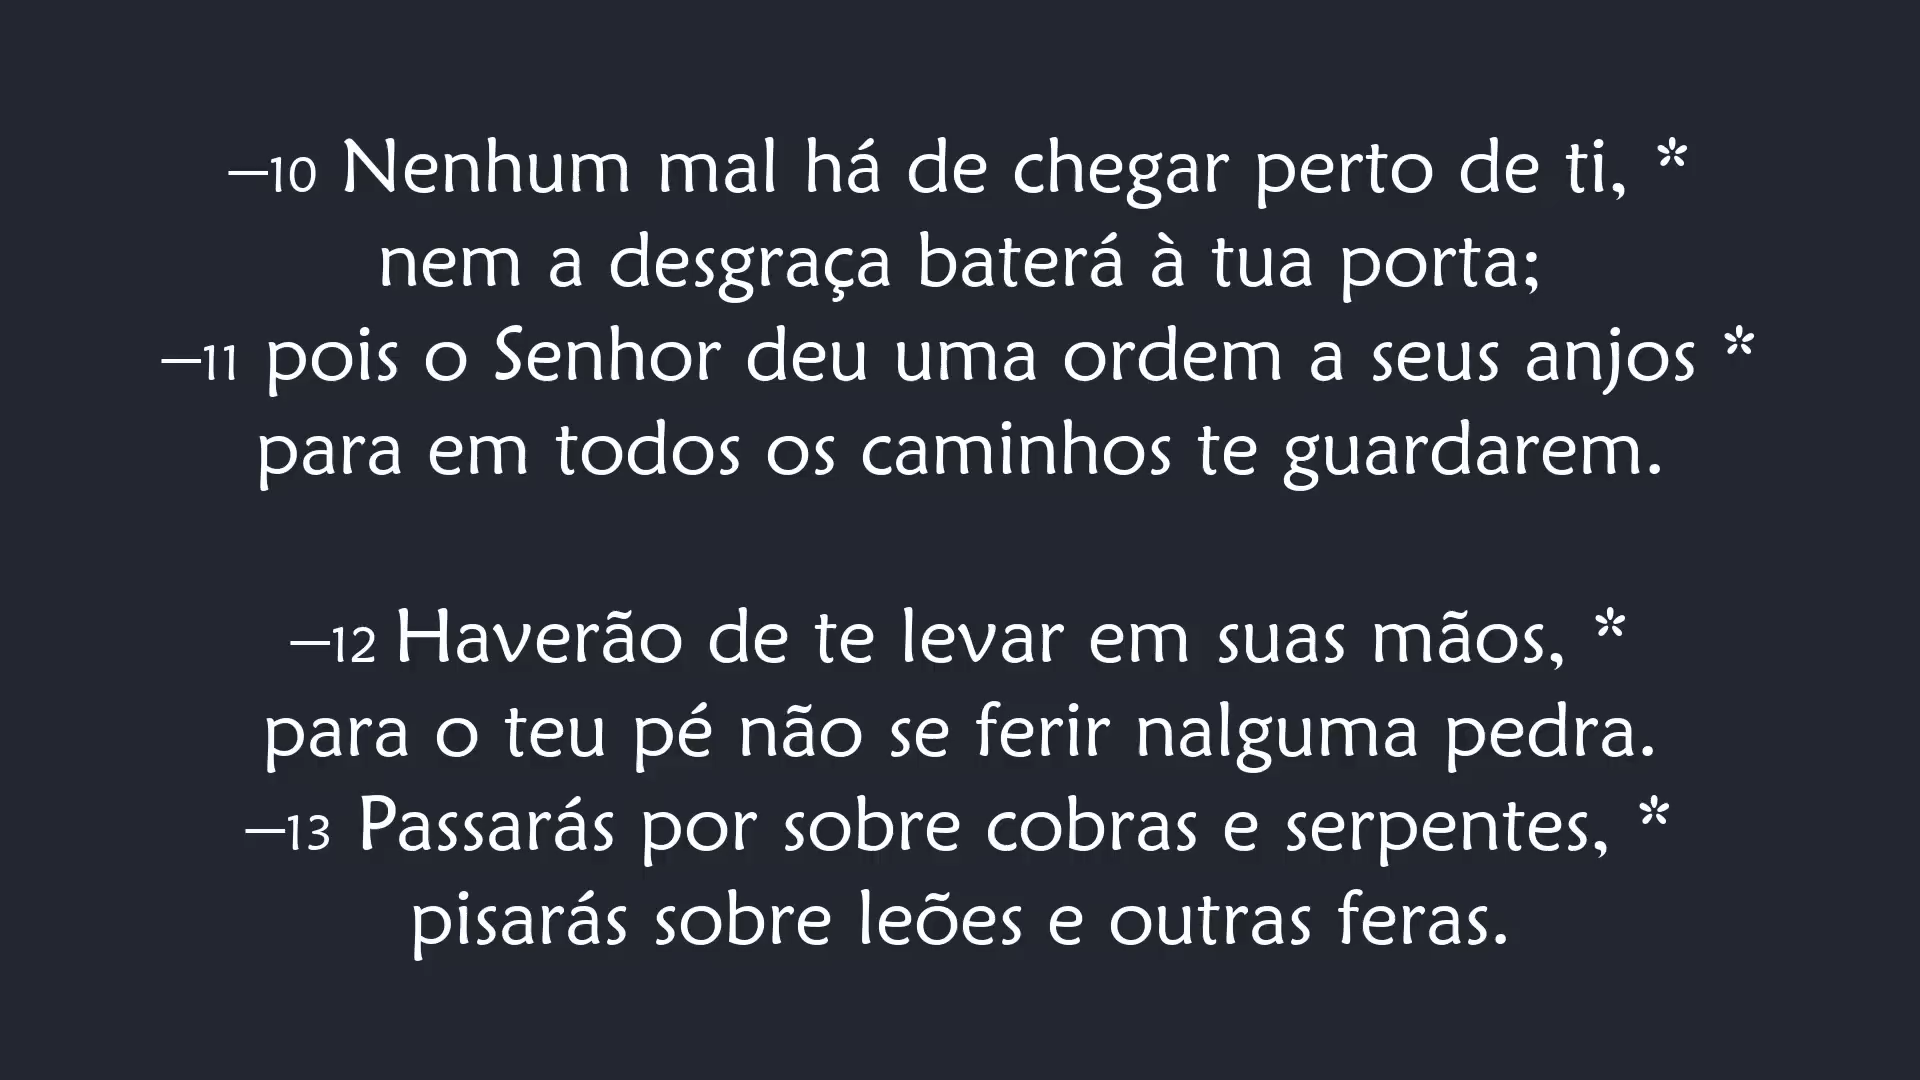 –10 Nenhum mal há de chegar perto de ti, *
nem a desgraça baterá à tua porta;
–11 pois o Senhor deu uma ordem a seus anjos *
para em todos os caminhos te guardarem.
–12 Haverão de te levar em suas mãos, *
para o teu pé não se ferir nalguma pedra.
–13 Passarás por sobre cobras e serpentes, *
pisarás sobre leões e outras feras.